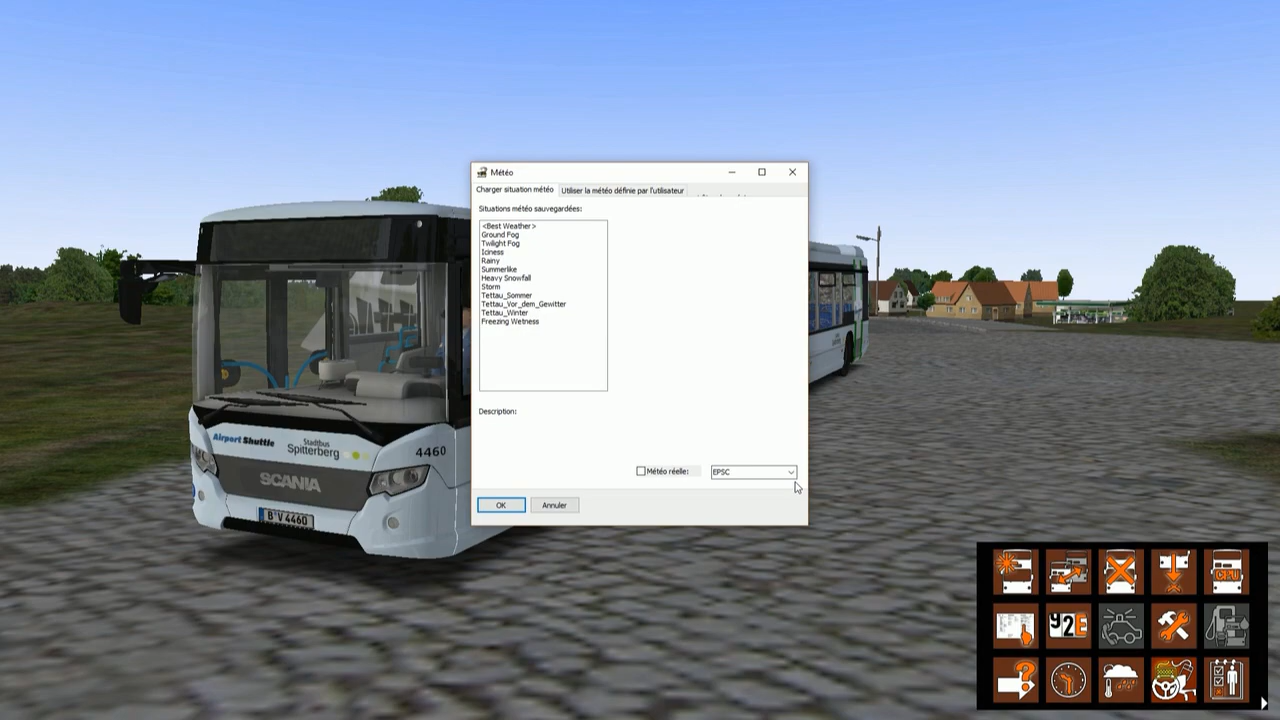 Météo
Charger situation météo
Utiliser la météo définie par l'utilisateur
Situations météo sauvegardées:
<Best Weather>
Ground Fog
Twilight Fog
Iciness
Rainy
Summerlike
Heavy Snowfall
Storm
Tettau_Sommer
Tettau_Vor_dem_Gewitter
Tettau_Winter
Freezing Wetness
Description:
Météo réelle:
EPSC
OK
Annuler
Airport Shuttle
Stadtbus
Spitterberg
4460
SCANIA
B V 4460
CPU
92E